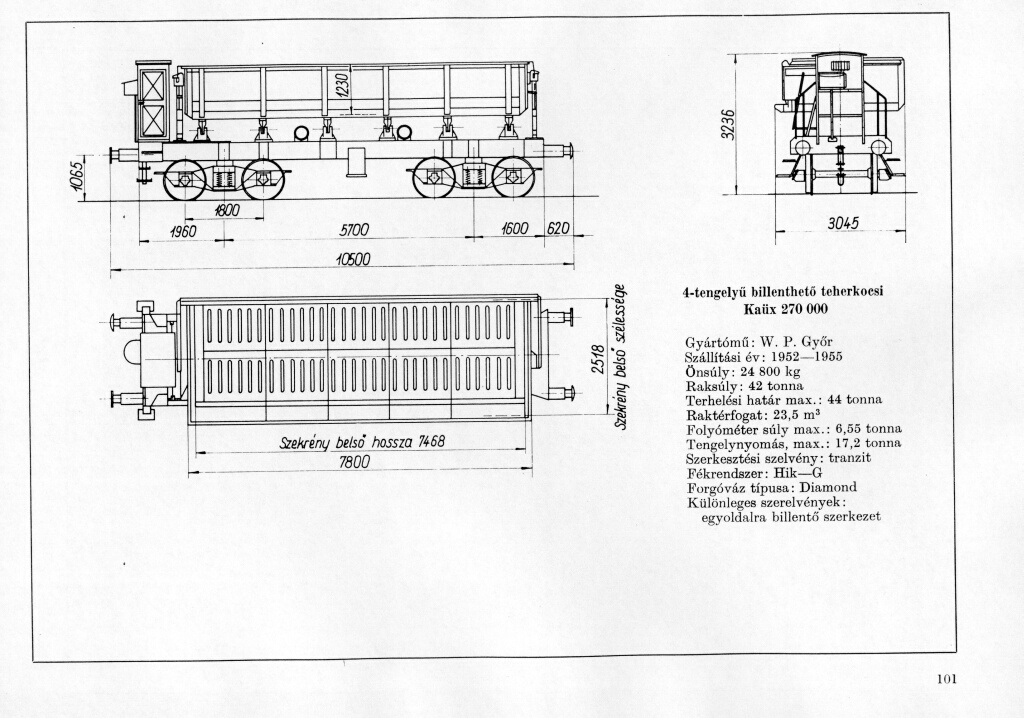 1230
1065
1800
1960
5700
1600
620
10500
3236
3045
2518
Szekrény belső szélessége
Szekrény belső hossza 7468
7800
4-tengelyű billenthető teherkocsi
Kaüx 270 000
Gyártómű: W. P. Győr
Szállítási év: 1952—1955
Önsúly: 24 800 kg
Raksúly: 42 tonna
Terhelési határ max.: 44 tonna
Raktérfogat: 23,5 m³
Folyóméter súly max.: 6,55 tonna
Tengelynyomás, max.: 17,2 tonna
Szerkesztési szelvény: tranzit
Fékrendszer: Hik—G
Forgóváz típusa: Diamond
Különleges szerelvények:
egyoldalra billentő szerkezet
101